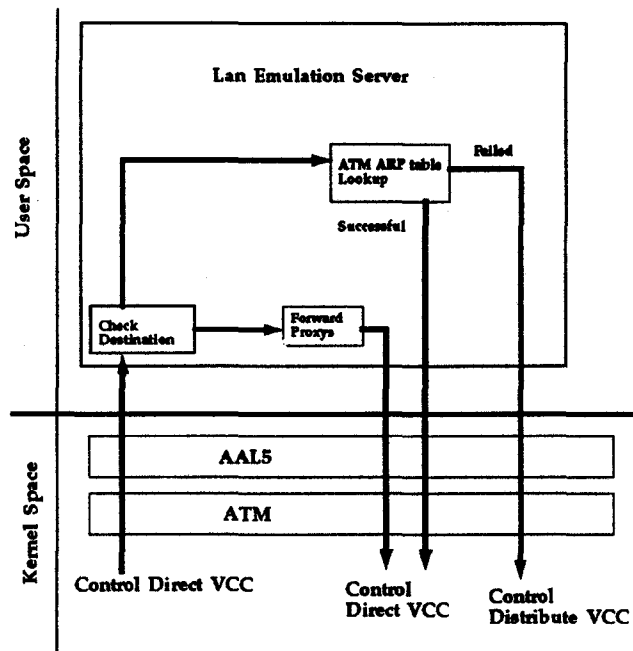 Lan Emulation Server
User Space
ATM ARP table
Lookup
Failed
Successful
Check
Destination
Forward
Proxys
AAL5
ATM
Kernel Space
Control Direct VCC
Control
Direct VCC
Control
Distribute VCC